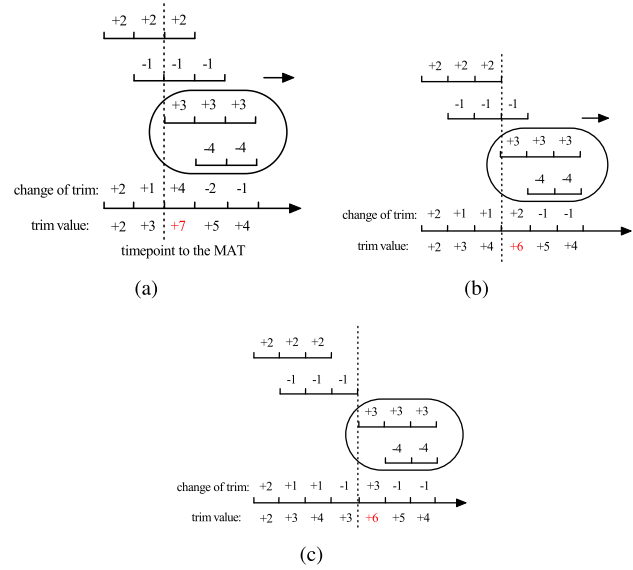 +2 +2 +2
-1 -1 -1
+3 +3 +3
-4 -4
change of trim: +2 +1 +4 -2 -1
trim value: +2 +3 +7 +5 +4
timepoint to the MAT
(a)
+2 +2 +2
-1 -1 -1
+3 +3 +3
-4 -4
change of trim: +2 +1 +1 +2 -1 -1
trim value: +2 +3 +4 +6 +5 +4
(b)
+2 +2 +2
-1 -1 -1
+3 +3 +3
-4 -4
change of trim: +2 +1 +1 -1 +3 -1 -1
trim value: +2 +3 +4 +3 +6 +5 +4
(c)